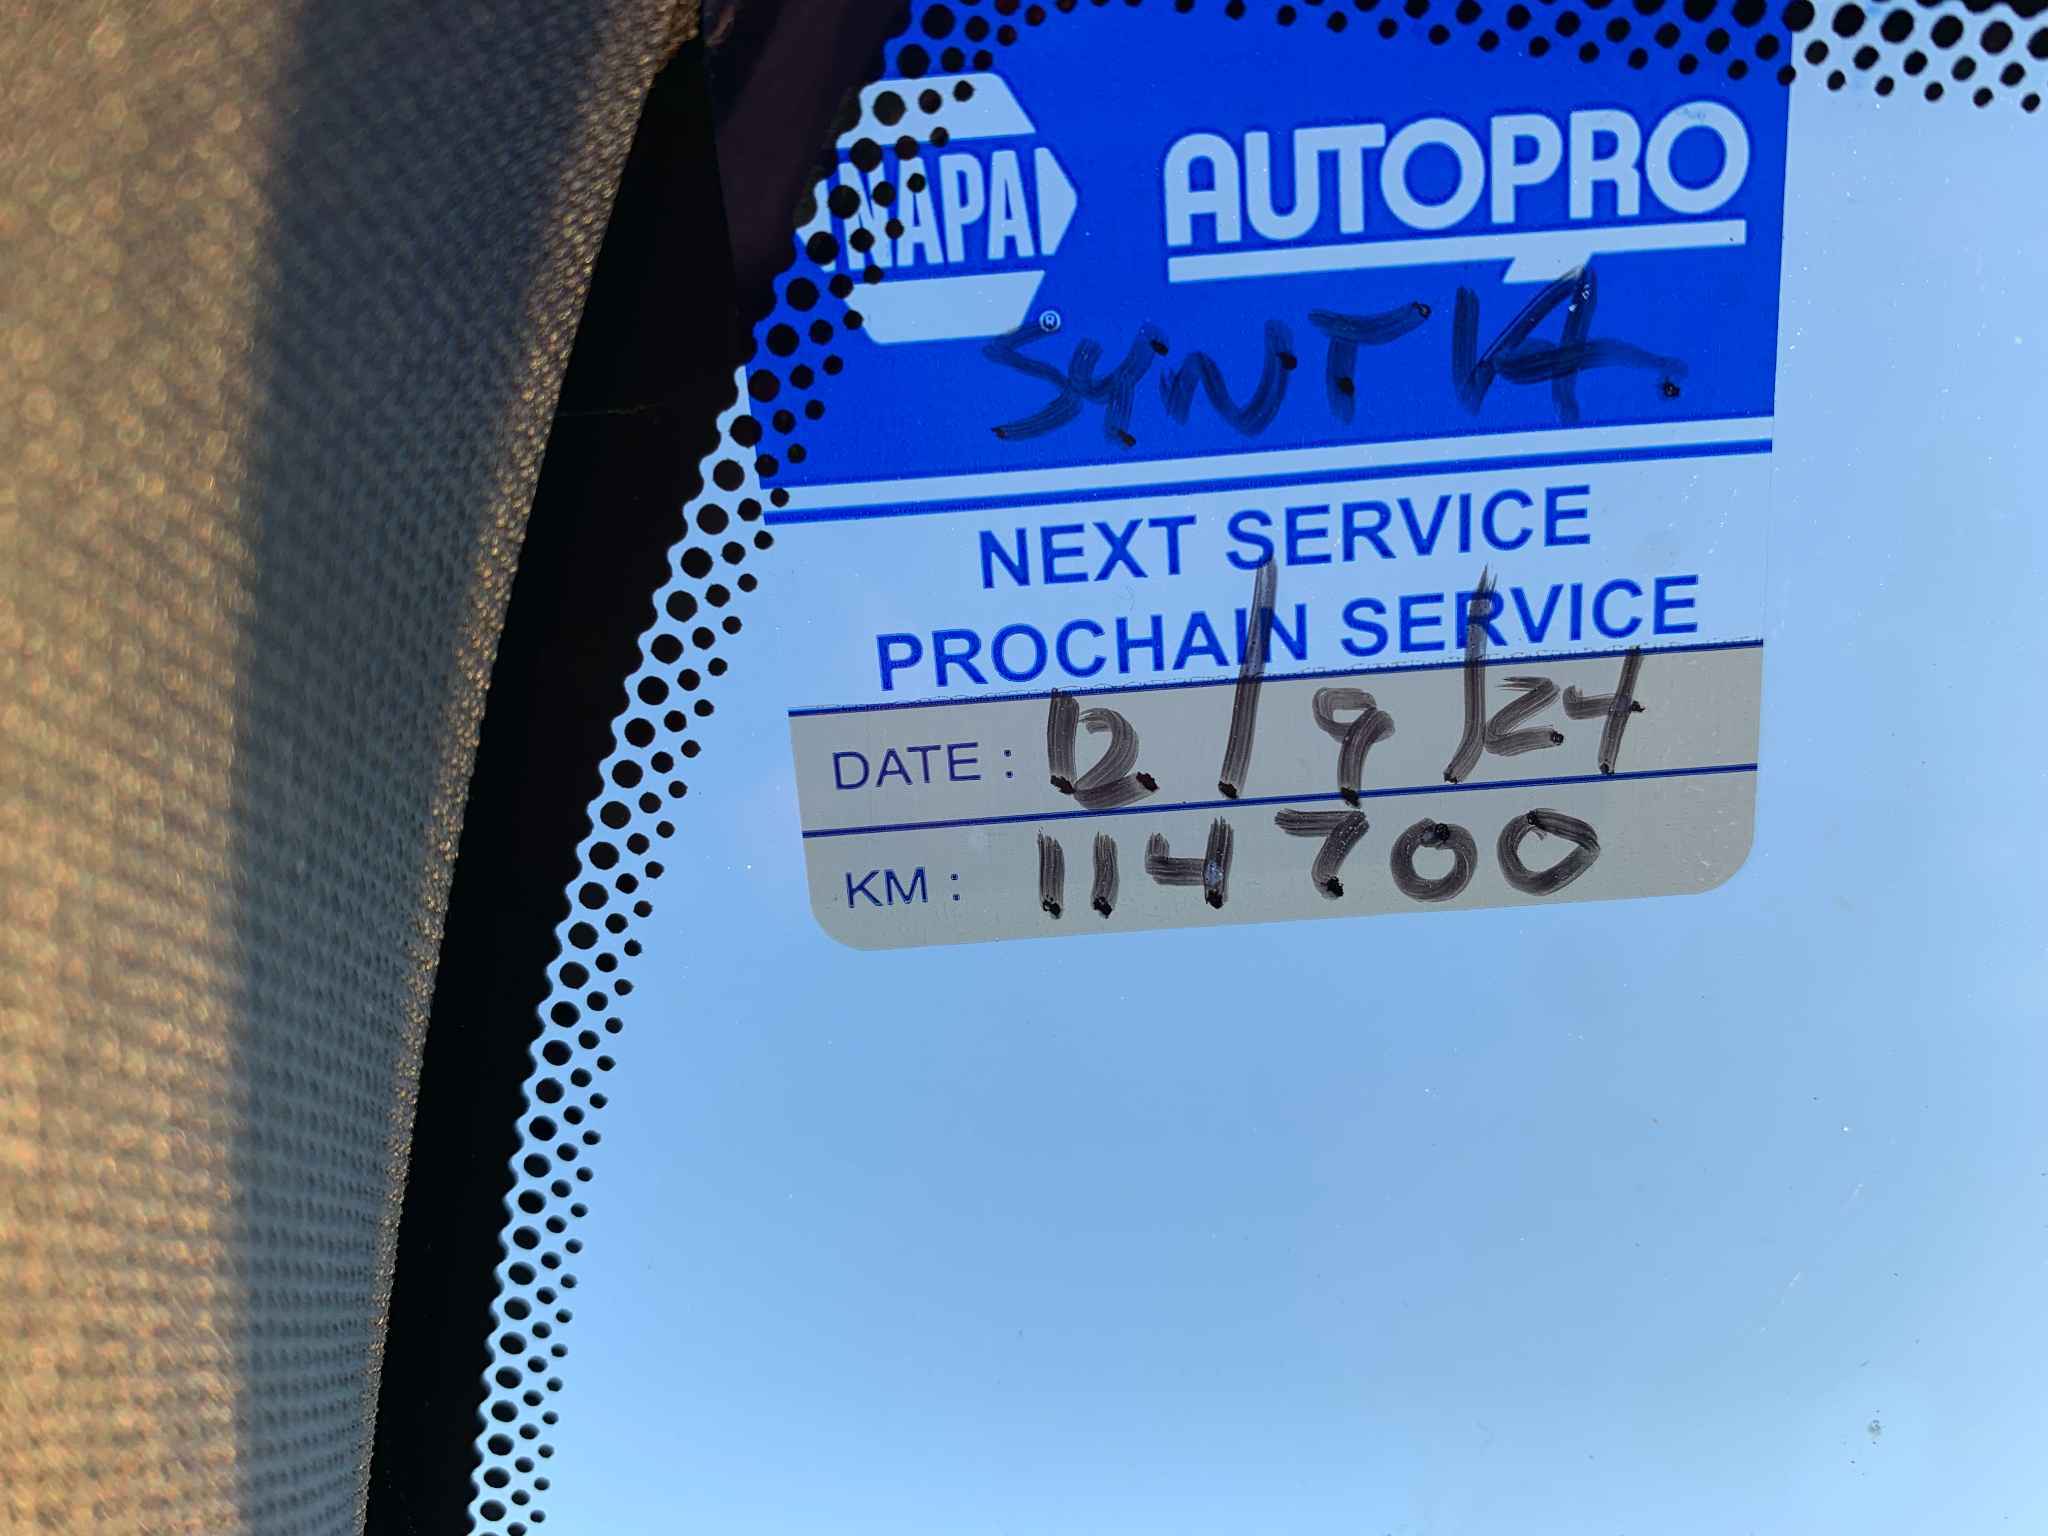 NAPA® AUTOPRO
SYNTH
NEXT SERVICE
PROCHAIN SERVICE
DATE : 12/9/24
KM : 114700